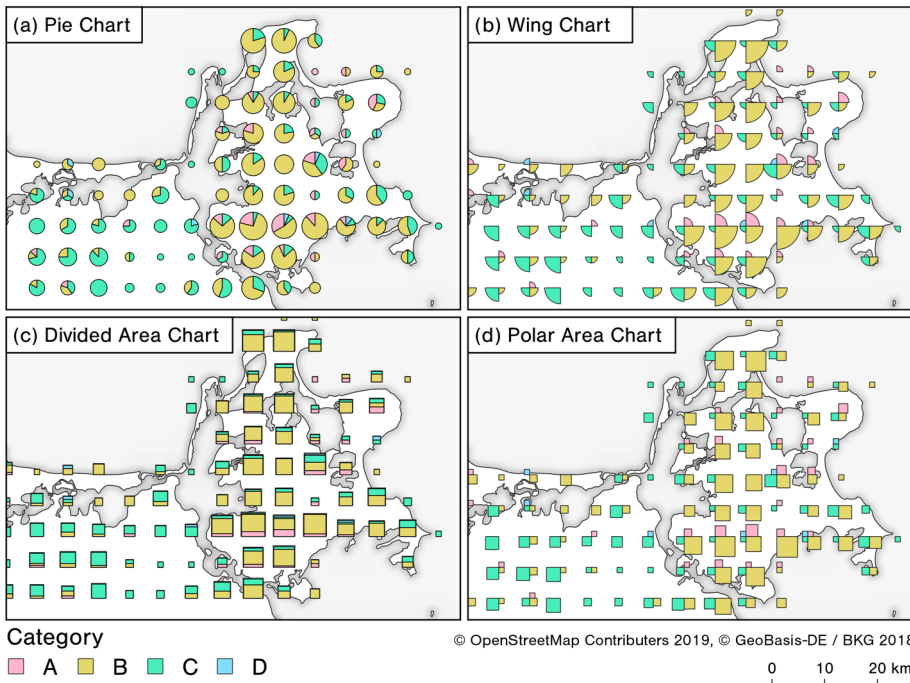 (a) Pie Chart
(b) Wing Chart
(c) Divided Area Chart
(d) Polar Area Chart
Category
A B C D
© OpenStreetMap Contributers 2019, © GeoBasis-DE / BKG 2018
0 10 20 km